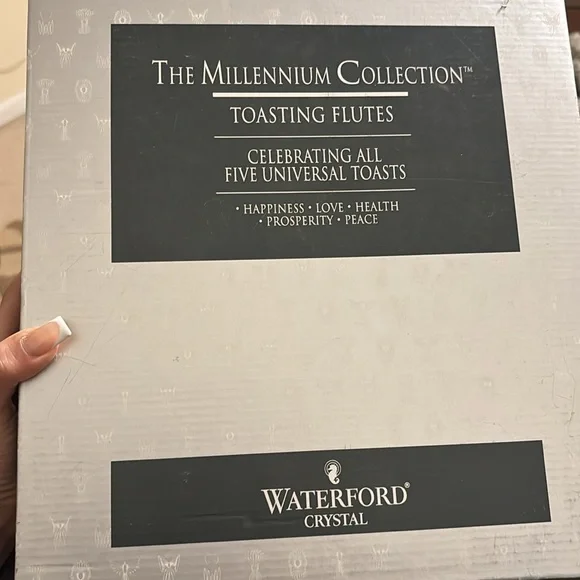 THE MILLENNIUM COLLECTION™
TOASTING FLUTES
CELEBRATING ALL
FIVE UNIVERSAL TOASTS
• HAPPINESS • LOVE • HEALTH
• PROSPERITY • PEACE
WATERFORD®
CRYSTAL